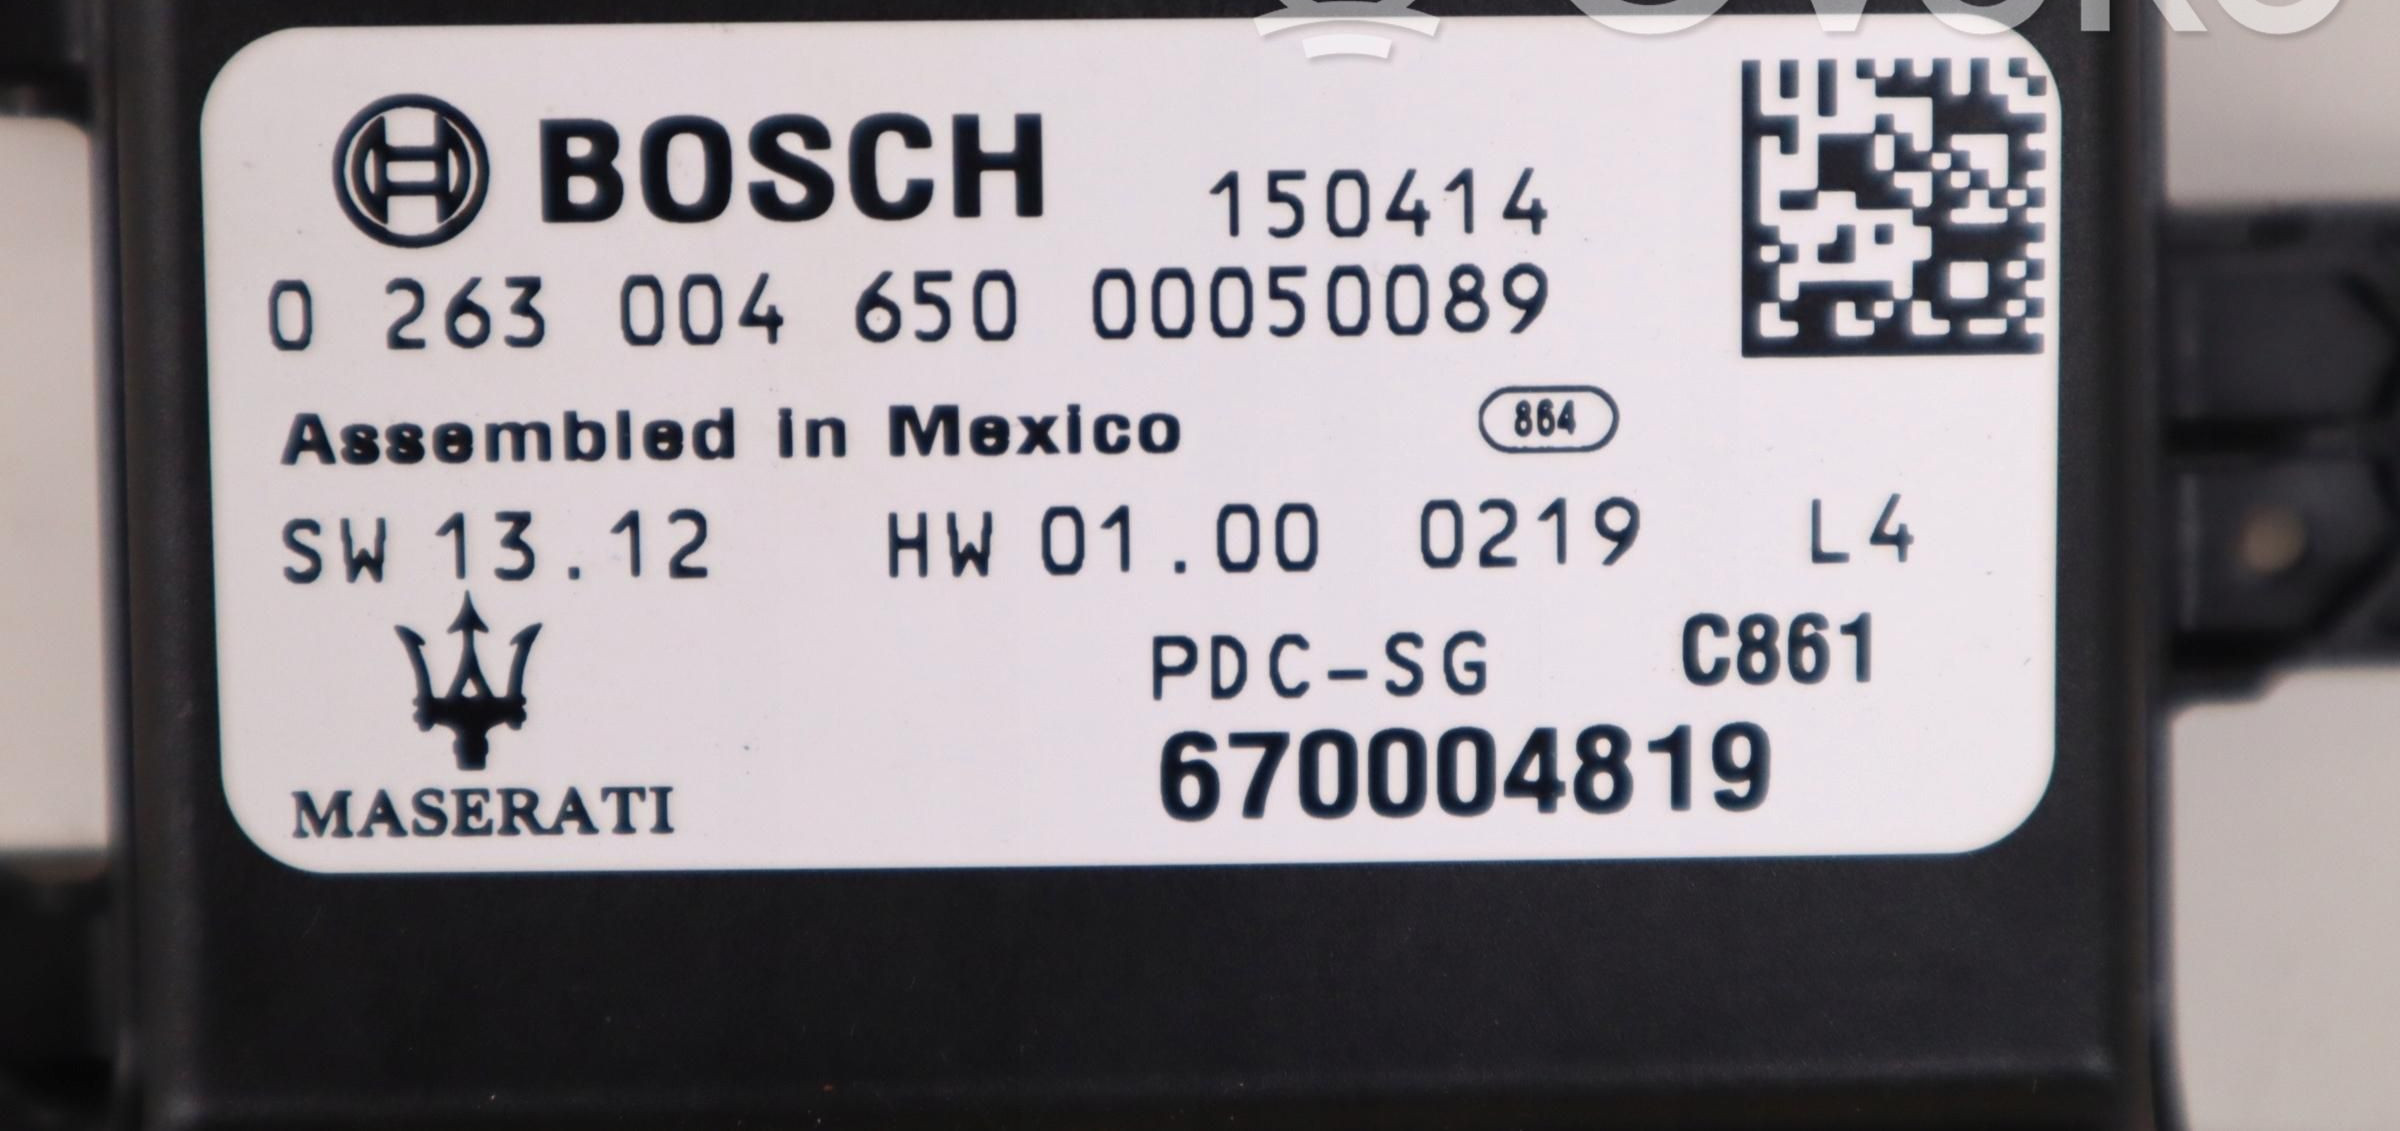 BOSCH 150414
0 263 004 650 00050089
Assembled in Mexico 864
SW 13.12 HW 01.00 0219 L4
PDC-SG C861
MASERATI 670004819